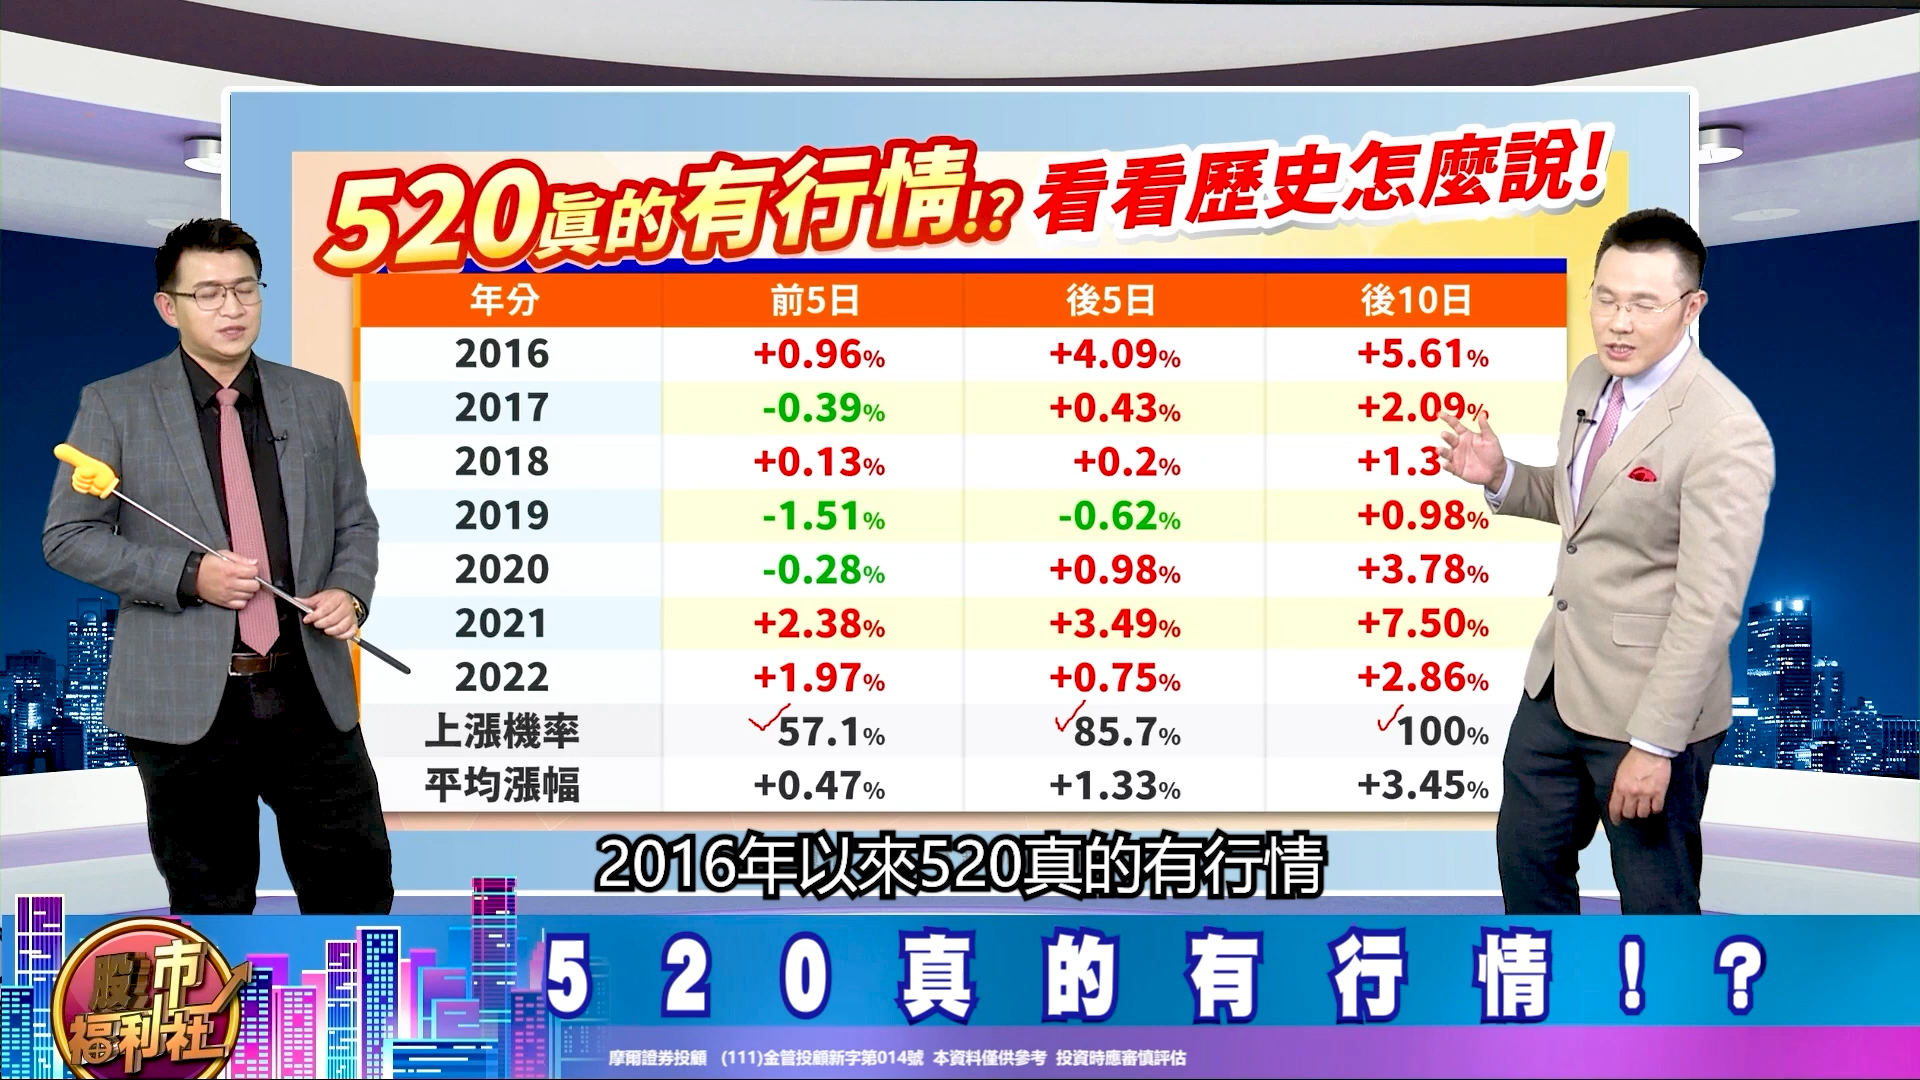 520真的有行情!? 看看歷史怎麼說!
年分 前5日 後5日 後10日
2016 +0.96% +4.09% +5.61%
2017 -0.39% +0.43% +2.09%
2018 +0.13% +0.2% +1.3
2019 -1.51% -0.62% +0.98%
2020 -0.28% +0.98% +3.78%
2021 +2.38% +3.49% +7.50%
2022 +1.97% +0.75% +2.86%
上漲機率 57.1% 85.7% 100%
平均漲幅 +0.47% +1.33% +3.45%
2016年以來520真的有行情
520真的有行情!?
股市
福利社
摩爾證券投顧 (111)金管投顧新字第014號 本資料僅供參考 投資時應審慎評估